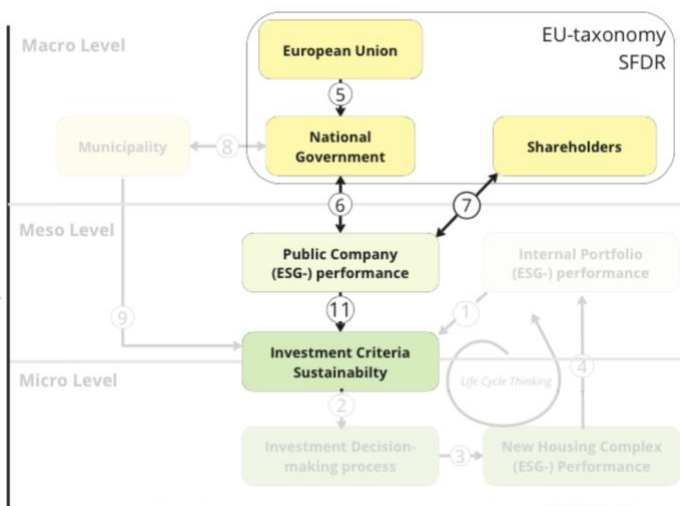 Macro Level
European Union
EU-taxonomy
SFDR
5
Municipality
8
National
Government
Shareholders
6
7
Meso Level
Public Company
(ESG-) performance
Internal Portfolio
(ESG-) performance
9
11
1
Investment Criteria
Sustainabilty
Micro Level
2
Life Cycle Thinking
4
Investment Decision-
making process
3
New Housing Complex
(ESG-) Performance